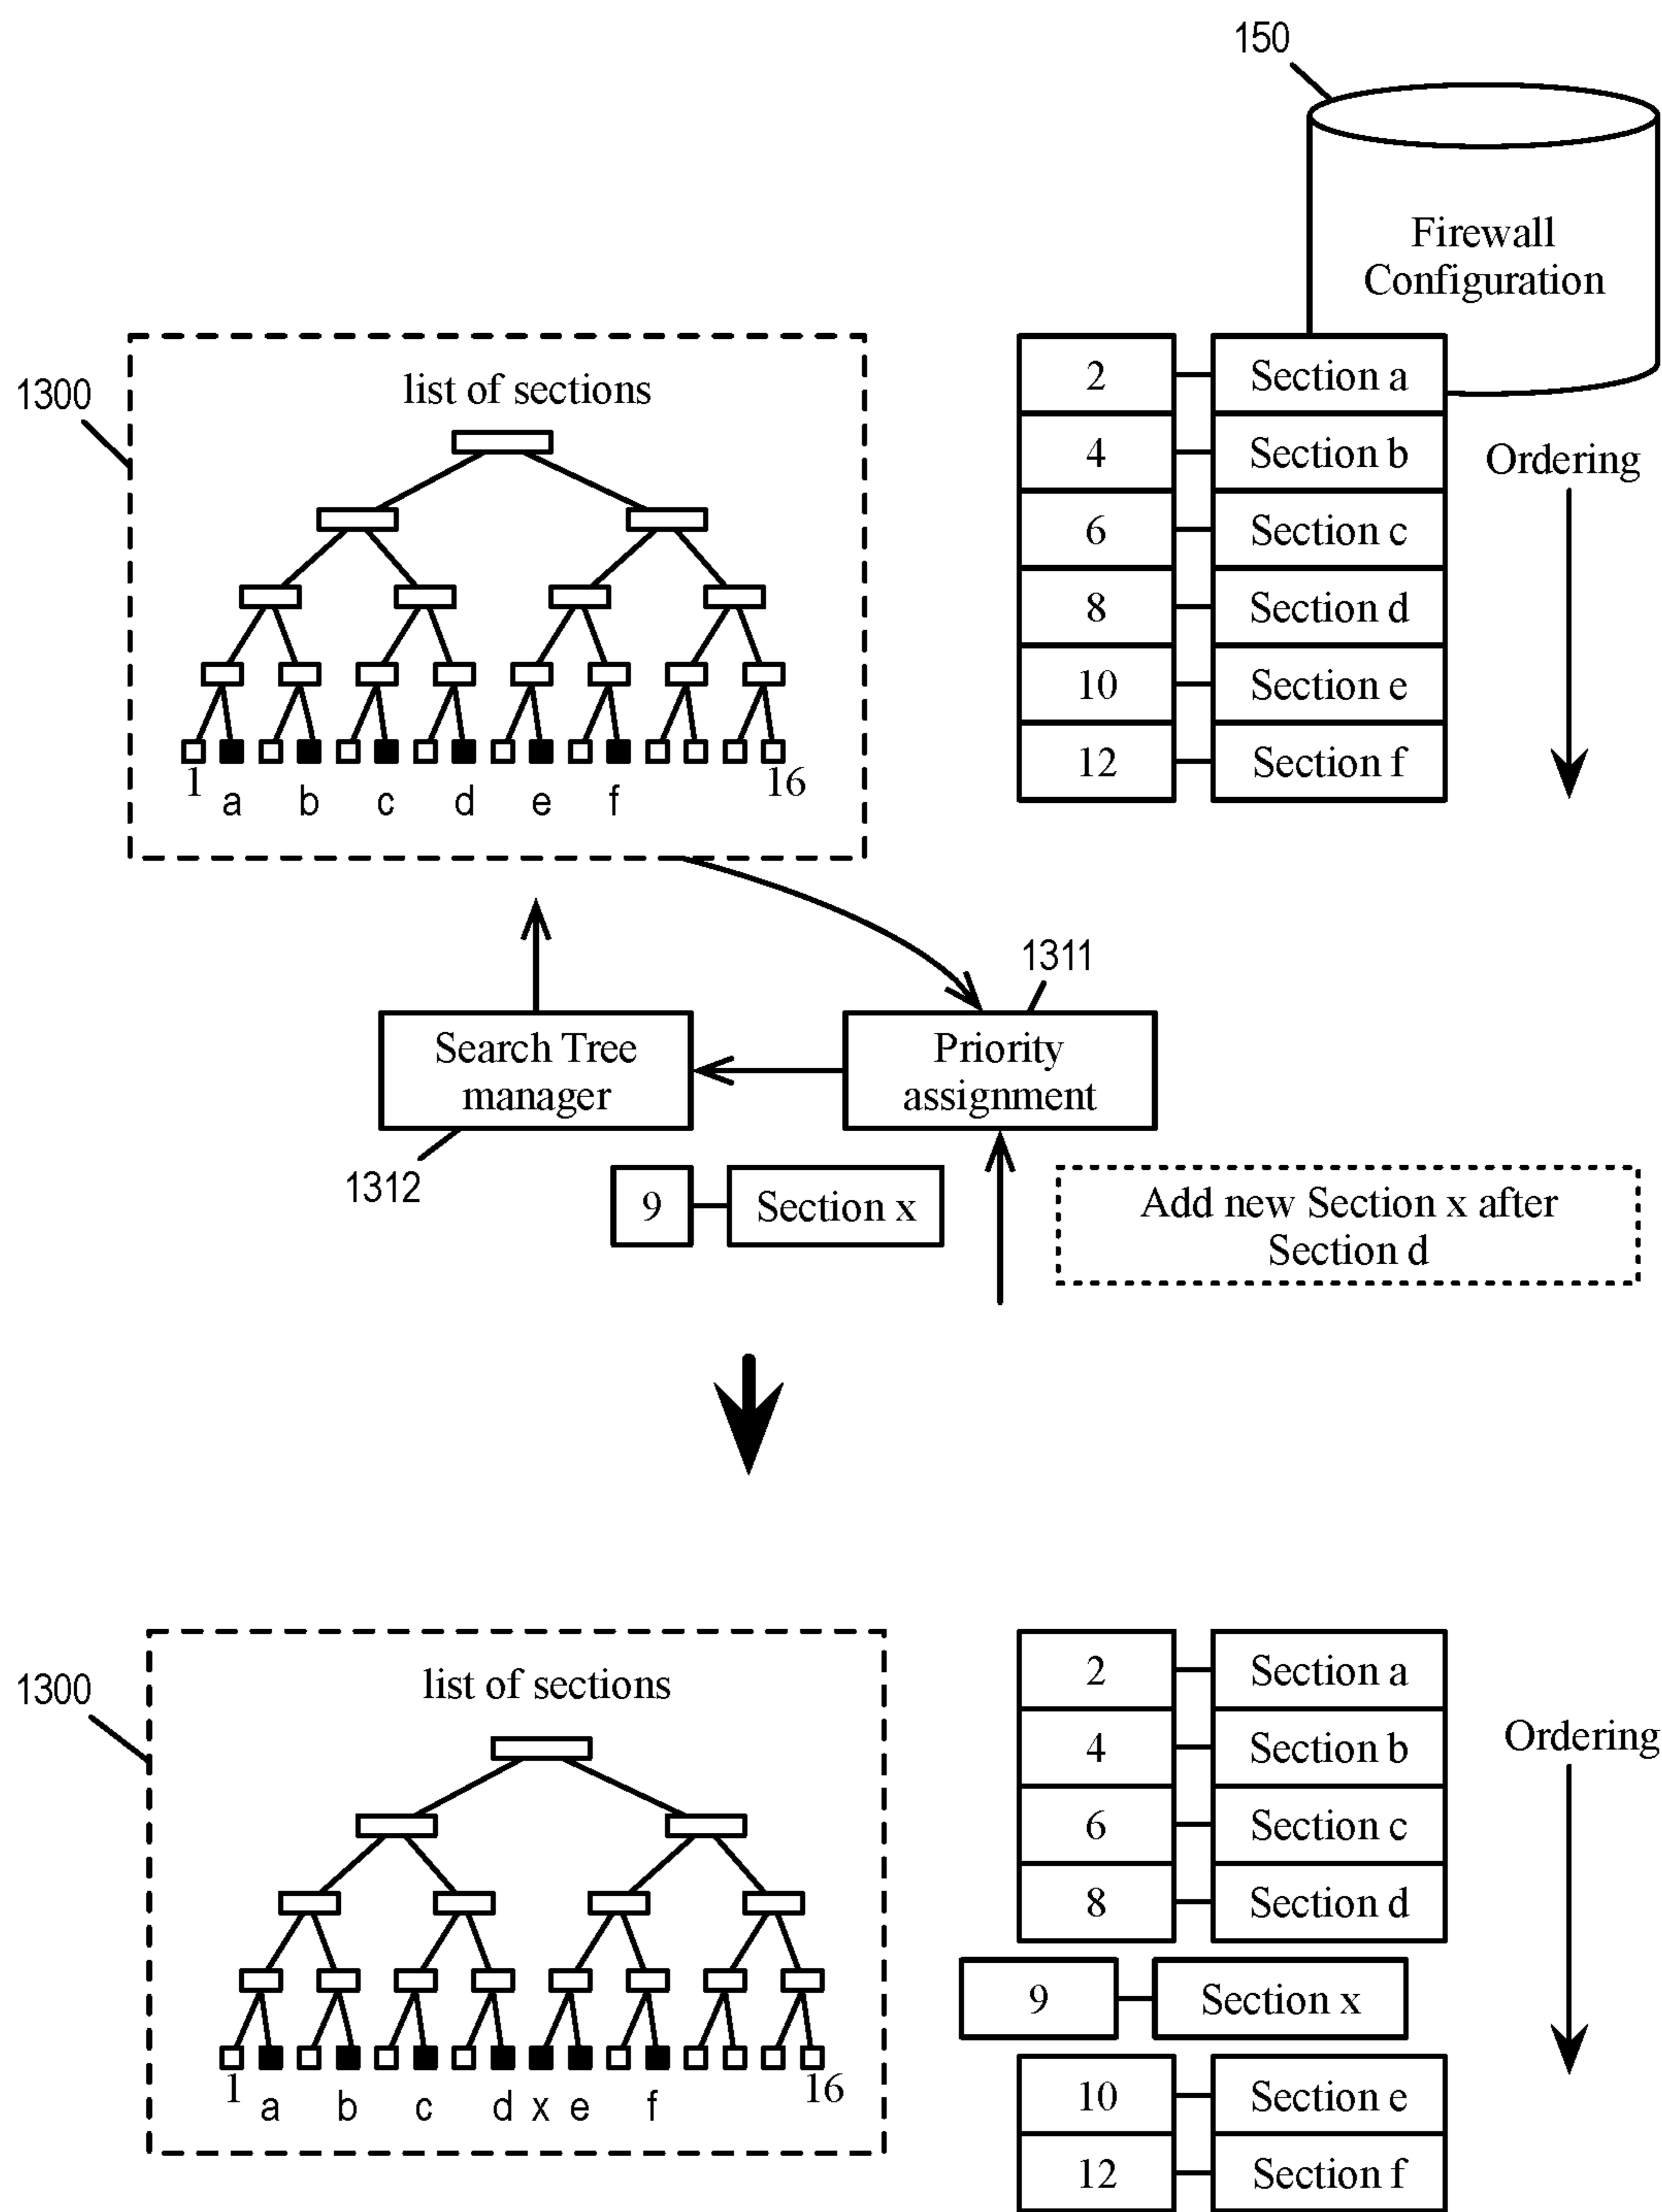 150
Firewall
Configuration
1300
list of sections
1
a
b
c
d
e
f
16
2
Section a
4
Section b
6
Section c
8
Section d
10
Section e
12
Section f
Ordering
1311
Search Tree
manager
Priority
assignment
1312
9
Section x
Add new Section x after
Section d
1300
list of sections
1
a
b
c
d
x
e
f
16
2
Section a
4
Section b
6
Section c
8
Section d
9
Section x
10
Section e
12
Section f
Ordering